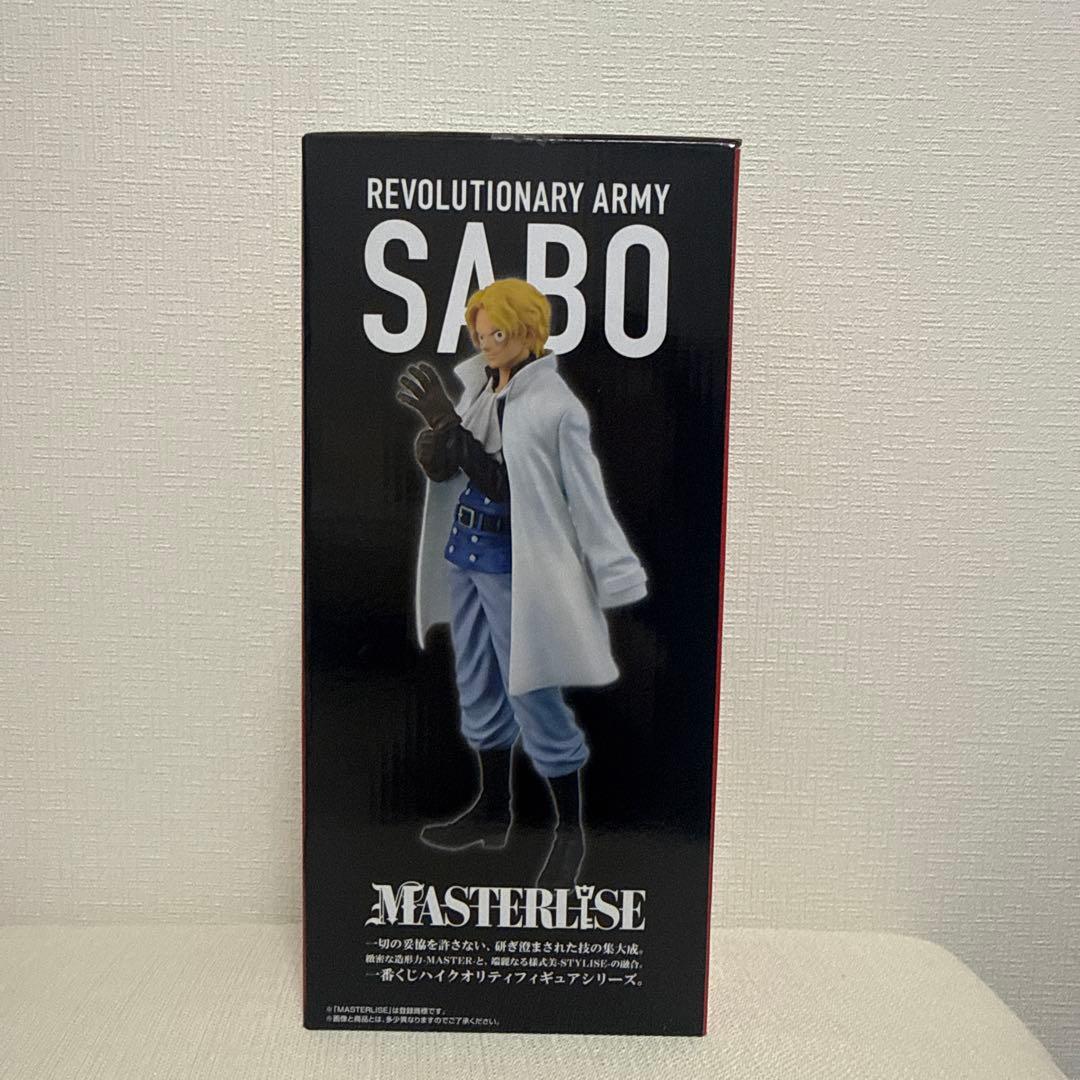 REVOLUTIONARY ARMY
SABO
MASTERLISE
一切の妥協を許さない、研ぎ澄まされた技の集大成。
緻密な造形力-MASTER-と、端麗なる様式美-STYLISE-の融合。
一番くじハイクオリティフィギュアシリーズ。
※「MASTERLISE」は登録商標です。
※画像と商品とは、多少異なりますのでご了承ください。